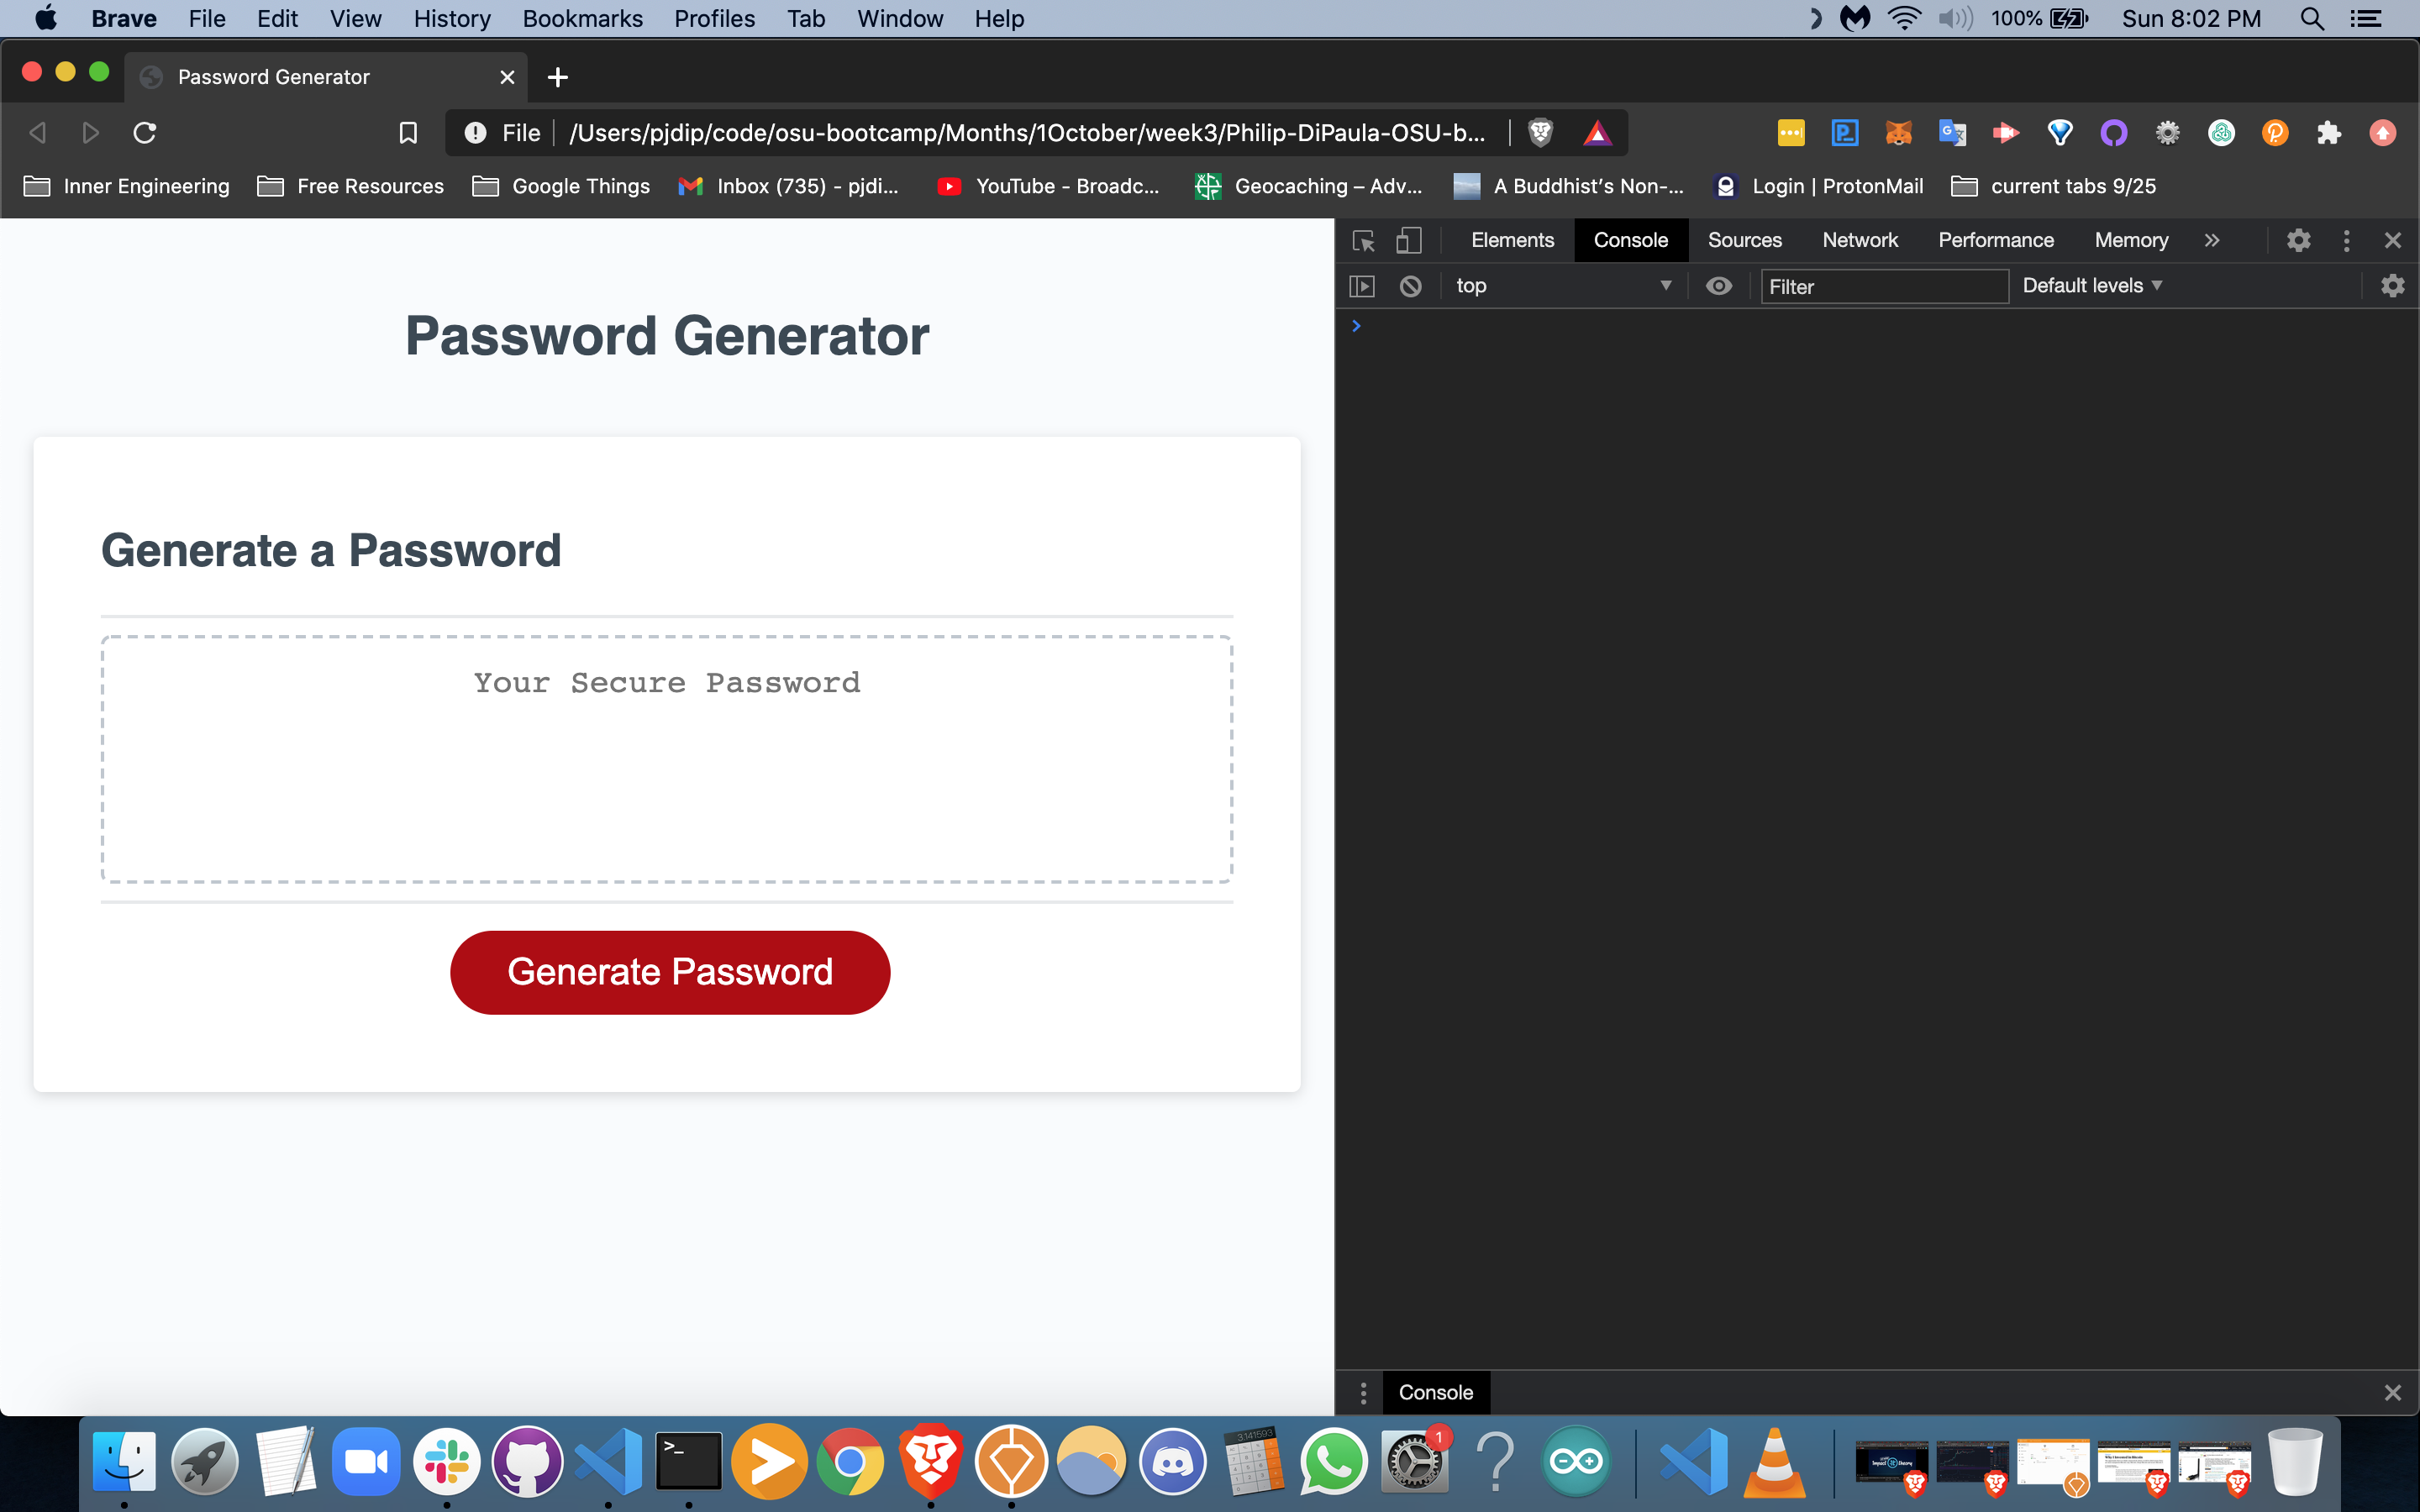 Brave File Edit View History Bookmarks Profiles Tab Window Help 100% Sun 8:02 PM
Password Generator
File /Users/pjdip/code/osu-bootcamp/Months/1October/week3/Philip-DiPaula-OSU-b...
Inner Engineering Free Resources Google Things Inbox (735) - pjdi... YouTube - Broadc... Geocaching – Adv... A Buddhist's Non-... Login | ProtonMail current tabs 9/25
Elements Console Sources Network Performance Memory
top Filter Default levels
Password Generator
Generate a Password
Your Secure Password
Generate Password
Console
3.141593
1